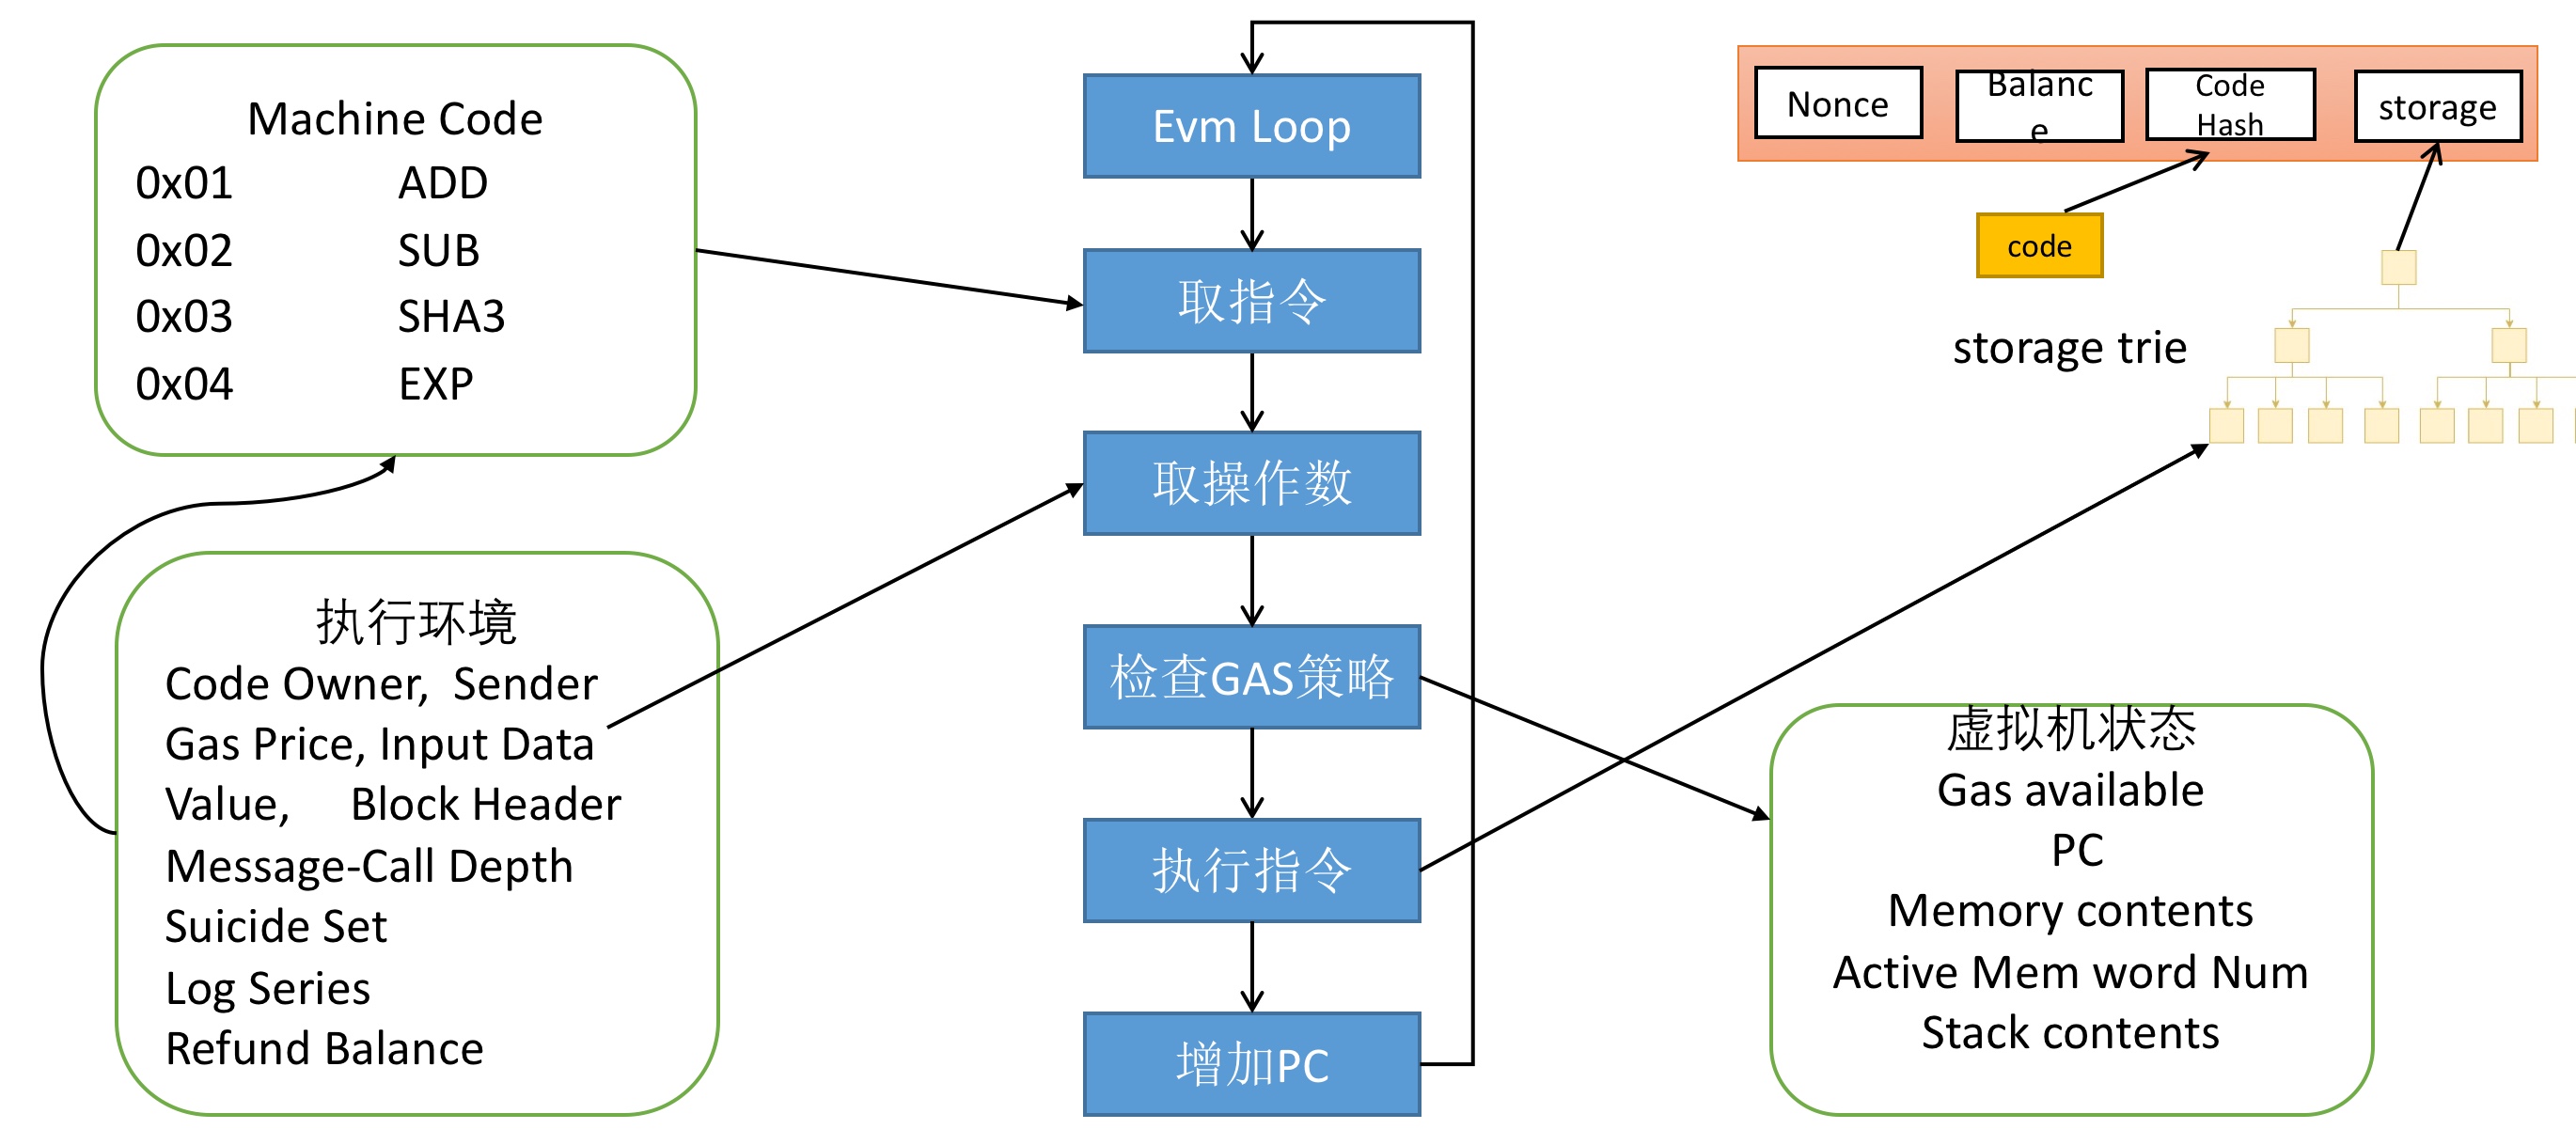 Machine Code
0x01 ADD
0x02 SUB
0x03 SHA3
0x04 EXP
执行环境
Code Owner, Sender
Gas Price, Input Data
Value, Block Header
Message-Call Depth
Suicide Set
Log Series
Refund Balance
Evm Loop
取指令
取操作数
检查GAS策略
执行指令
增加PC
Nonce
Balanc
e
Code
Hash
storage
code
storage trie
虚拟机状态
Gas available
PC
Memory contents
Active Mem word Num
Stack contents